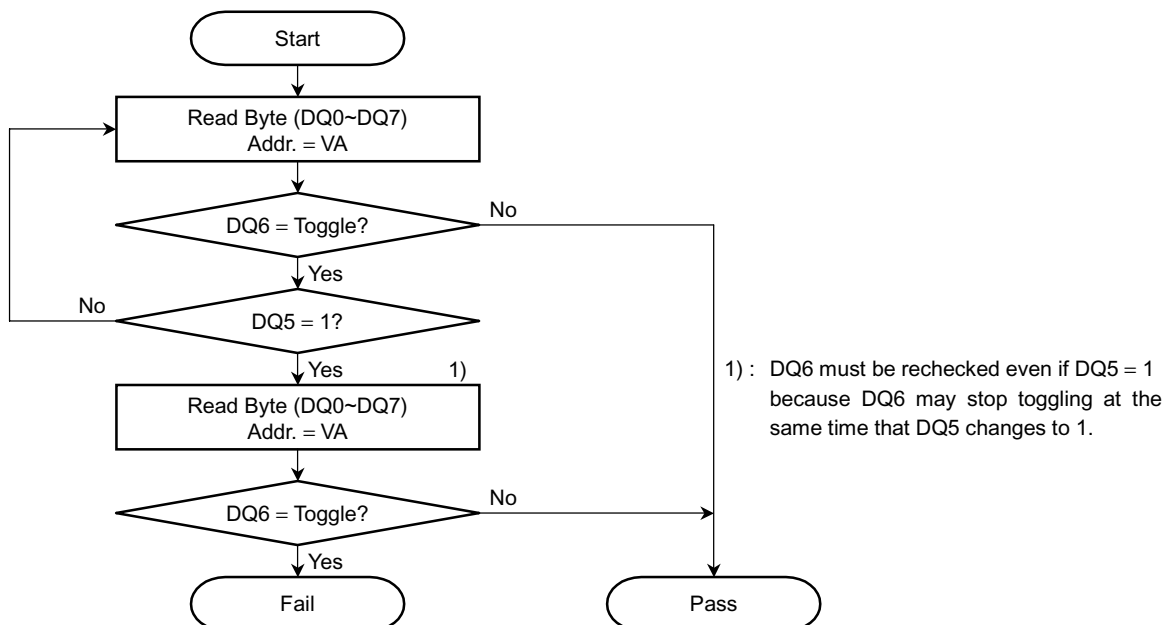 Start
Read Byte (DQ0~DQ7)
Addr. = VA
DQ6 = Toggle?
No
Yes
No
DQ5 = 1?
Yes
1)
Read Byte (DQ0~DQ7)
Addr. = VA
1) : DQ6 must be rechecked even if DQ5 = 1
because DQ6 may stop toggling at the
same time that DQ5 changes to 1.
DQ6 = Toggle?
No
Yes
Fail
Pass